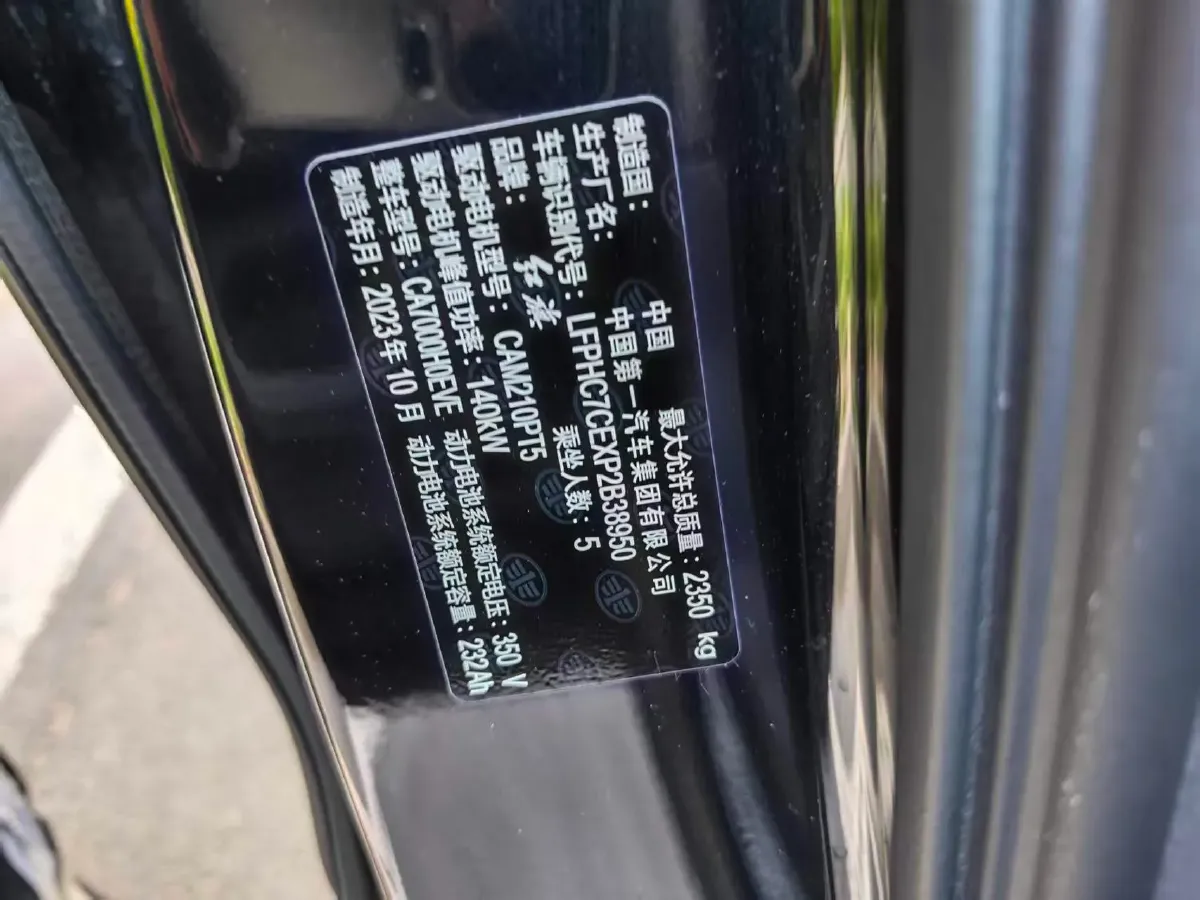 制造国： 中国 最大允许总质量：2350 kg
生产厂名： 中国第一汽车集团有限公司
车辆识别代号：LFPHC7CEXP2B38950
品牌： 红旗 乘坐人数：5
驱动电机型号： CAM210PT5
驱动电机峰值功率：140kW
整车型号：CA7000H0EVE 动力电池系统额定电压：350 V
制造年月：2023年 10 月 动力电池系统额定容量：232Ah